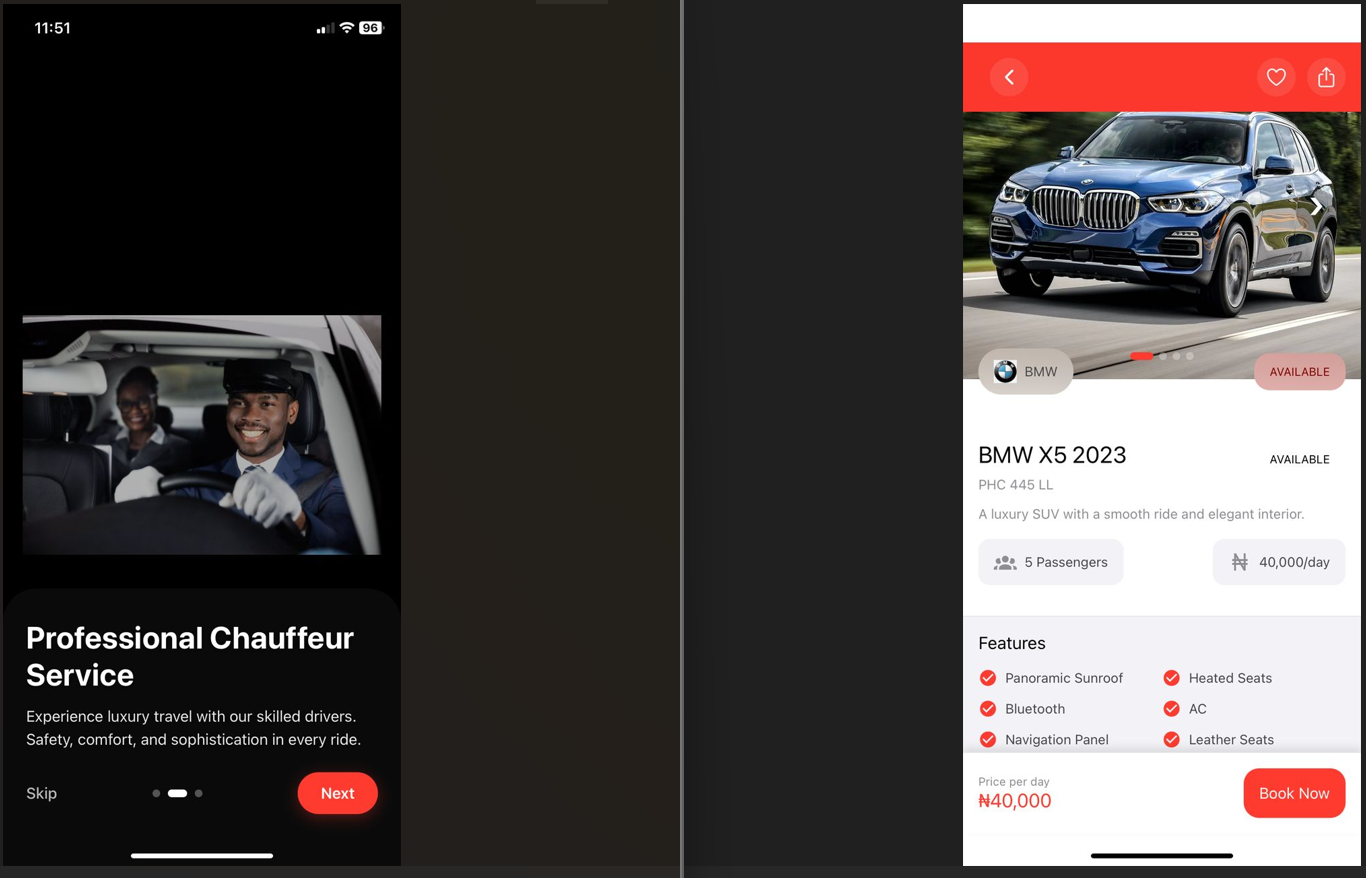 11:51
96
Professional Chauffeur
Service
Experience luxury travel with our skilled drivers.
Safety, comfort, and sophistication in every ride.
Skip
Next
BMW
AVAILABLE
BMW X5 2023
AVAILABLE
PHC 445 LL
A luxury SUV with a smooth ride and elegant interior.
5 Passengers
₦ 40,000/day
Features
Panoramic Sunroof
Heated Seats
Bluetooth
AC
Navigation Panel
Leather Seats
Price per day
₦40,000
Book Now